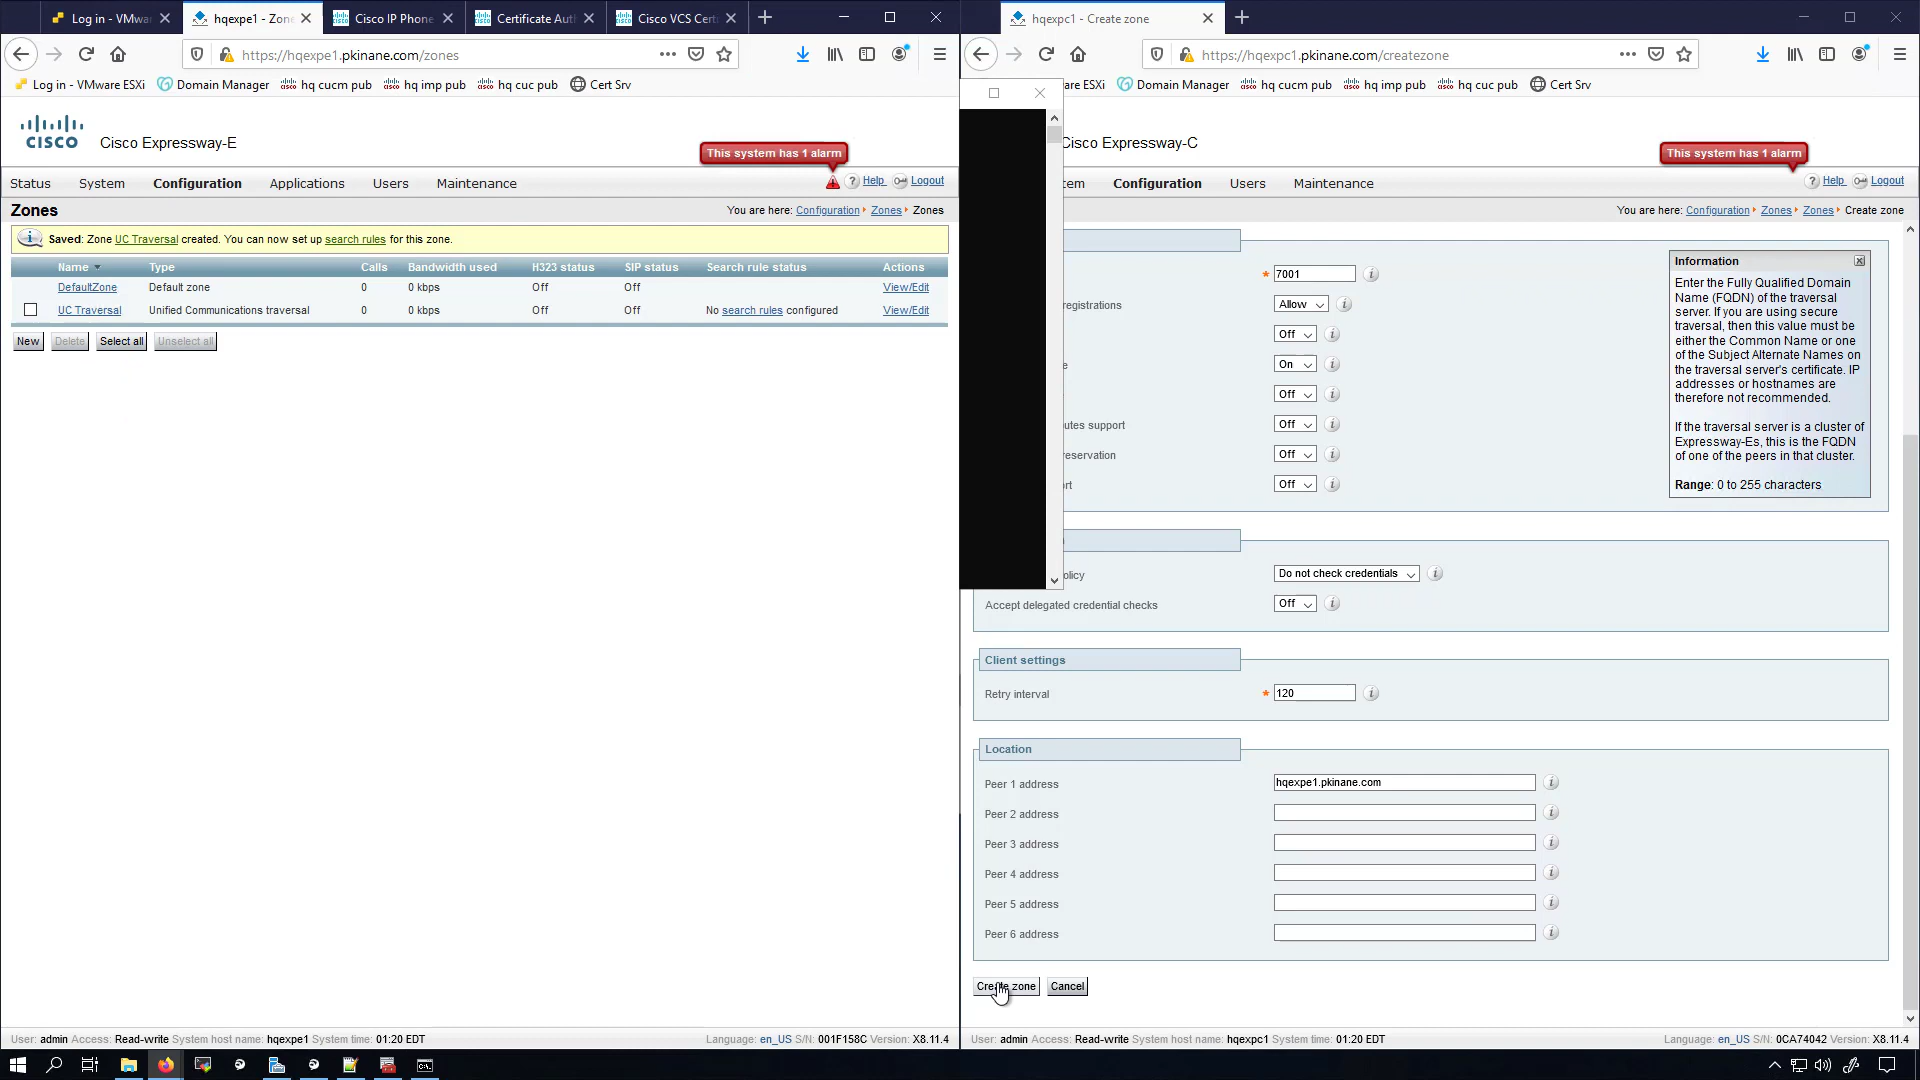 Log in - VMwa
hqexpe1 - Zone
Cisco IP Phone
Certificate Aut
Cisco VCS Cert
https://hqexpe1.pkinane.com/zones
Log in - VMware ESXi
Domain Manager
hq cucm pub
hq imp pub
hq cuc pub
Cert Srv
CISCO
Cisco Expressway-E
This system has 1 alarm
Status
System
Configuration
Applications
Users
Maintenance
Help
Logout
Zones
You are here: Configuration Zones Zones
Saved: Zone UC Traversal created. You can now set up search rules for this zone.
Name Type Calls Bandwidth used H323 status SIP status Search rule status Actions
DefaultZone Default zone 0 0 kbps Off Off View/Edit
UC Traversal Unified Communications traversal 0 0 kbps Off Off No search rules configured View/Edit
New Delete Select all Unselect all
User: admin Access: Read-write System host name: hqexpe1 System time: 01:20 EDT
Language: en_US S/N: 001F158C Version: X8.11.4
hqexpc1 - Create zone
https://hqexpc1.pkinane.com/createzone
are ESXi
Domain Manager
hq cucm pub
hq imp pub
hq cuc pub
Cert Srv
Cisco Expressway-C
This system has 1 alarm
em
Configuration
Users
Maintenance
Help
Logout
You are here: Configuration Zones Zones Create zone
7001
registrations Allow
Off
e On
Off
utes support Off
reservation Off
rt Off
Information
Enter the Fully Qualified Domain
Name (FQDN) of the traversal
server. If you are using secure
traversal, then this value must be
either the Common Name or one
of the Subject Alternate Names on
the traversal server's certificate. IP
addresses or hostnames are
therefore not recommended.
If the traversal server is a cluster of
Expressway-Es, this is the FQDN
of one of the peers in that cluster.
Range: 0 to 255 characters
olicy Do not check credentials
Accept delegated credential checks Off
Client settings
Retry interval 120
Location
Peer 1 address hqexpe1.pkinane.com
Peer 2 address
Peer 3 address
Peer 4 address
Peer 5 address
Peer 6 address
Create zone Cancel
User: admin Access: Read-write System host name: hqexpc1 System time: 01:20 EDT
Language: en_US S/N: 0CA74042 Version: X8.11.4